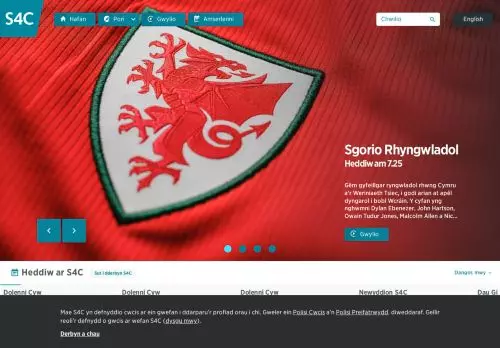 S4C
Hafan
Pori
Gwylio
Amserlenni
Chwilio
English
Sgorio Rhyngwladol
Heddiw am 7.25
Gêm gyfeillgar ryngwladol rhwng Cymru
a'r Weriniaeth Tsiec, i godi arian at apêl
dyngarol i bobl Wcráin. Y cyfan yng
nghwmni Dylan Ebenezer, John Hartson,
Owain Tudur Jones, Malcolm Allen a Nic...
Gwylio
Heddiw ar S4C
Sut i dderbyn S4C
Dangos mwy
Dolenni Cyw
Dolenni Cyw
Dolenni Cyw
Newyddion S4C
Dau Gi
Mae S4C yn defnyddio cwcis ar ein gwefan i ddarparu'r profiad orau i chi. Gweler ein Polisi Cwcis a'n Polisi Preifatrwydd, diweddaraf. Gellir
reoli'r defnydd o gwcis ar wefan S4C (dysgu mwy).
Derbyn a chau